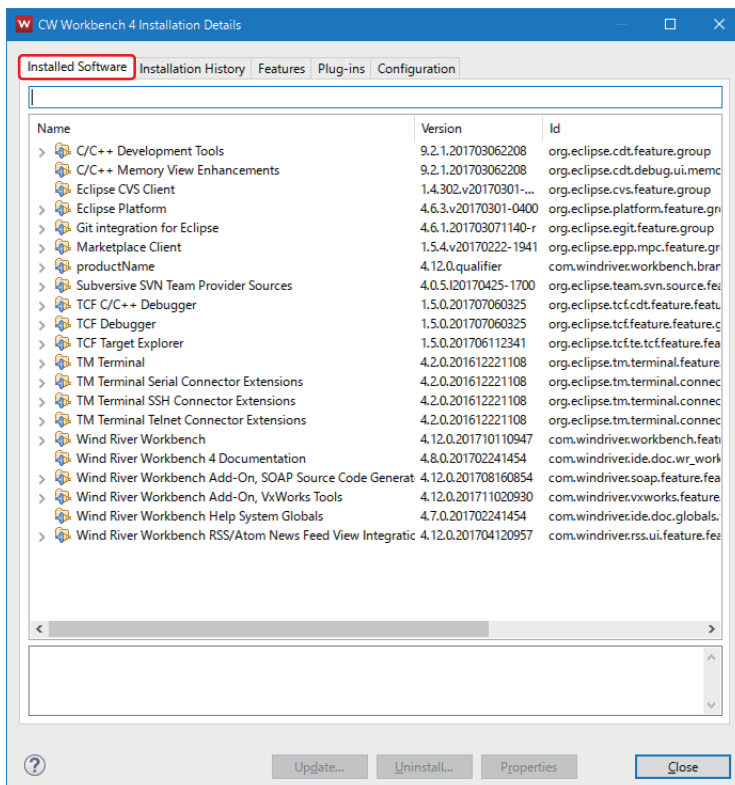 W CW Workbench 4 Installation Details
Installed Software Installation History Features Plug-ins Configuration
Name Version Id
C/C++ Development Tools 9.2.1.201703062208 org.eclipse.cdt.feature.group
C/C++ Memory View Enhancements 9.2.1.201703062208 org.eclipse.cdt.debug.ui.memc
Eclipse CVS Client 1.4.302.v20170301-... org.eclipse.cvs.feature.group
Eclipse Platform 4.6.3.v20170301-0400 org.eclipse.platform.feature.gr
Git integration for Eclipse 4.6.1.201703071140-r org.eclipse.egit.feature.group
Marketplace Client 1.5.4.v20170222-1941 org.eclipse.epp.mpc.feature.gr
productName 4.12.0.qualifier com.windriver.workbench.brar
Subversive SVN Team Provider Sources 4.0.5.I20170425-1700 org.eclipse.team.svn.source.fea
TCF C/C++ Debugger 1.5.0.201707060325 org.eclipse.tcf.cdt.feature.featu
TCF Debugger 1.5.0.201707060325 org.eclipse.tcf.feature.feature.g
TCF Target Explorer 1.5.0.201706112341 org.eclipse.tcf.te.tcf.feature.fea
TM Terminal 4.2.0.201612221108 org.eclipse.tm.terminal.feature.
TM Terminal Serial Connector Extensions 4.2.0.201612221108 org.eclipse.tm.terminal.connec
TM Terminal SSH Connector Extensions 4.2.0.201612221108 org.eclipse.tm.terminal.connec
TM Terminal Telnet Connector Extensions 4.2.0.201612221108 org.eclipse.tm.terminal.connec
Wind River Workbench 4.12.0.201710110947 com.windriver.workbench.featu
Wind River Workbench 4 Documentation 4.8.0.201702241454 com.windriver.ide.doc.wr_work
Wind River Workbench Add-On, SOAP Source Code Generat 4.12.0.201708160854 com.windriver.soap.feature.fea
Wind River Workbench Add-On, VxWorks Tools 4.12.0.201711020930 com.windriver.vxworks.feature.
Wind River Workbench Help System Globals 4.7.0.201702241454 com.windriver.ide.doc.globals.
Wind River Workbench RSS/Atom News Feed View Integratic 4.12.0.201704120957 com.windriver.rss.ui.feature.fea
? Update... Uninstall... Properties Close